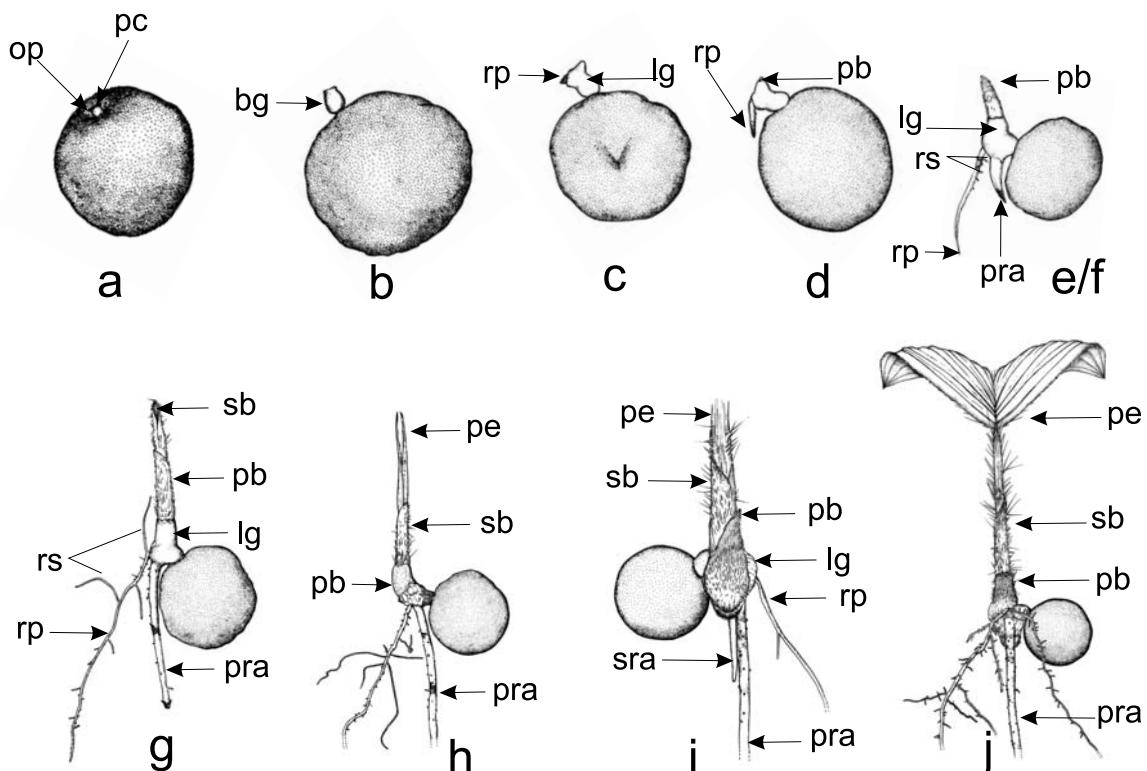 op pc
bg
rp lg
rp pb
pb
lg
rs
rp
pra
a b c d e/f
sb
pb
lg
rs
rp
pra
pe
sb
pb
pra
pe
sb
pb
lg
rp
sra
pra
pe
sb
pb
pra
g h i j